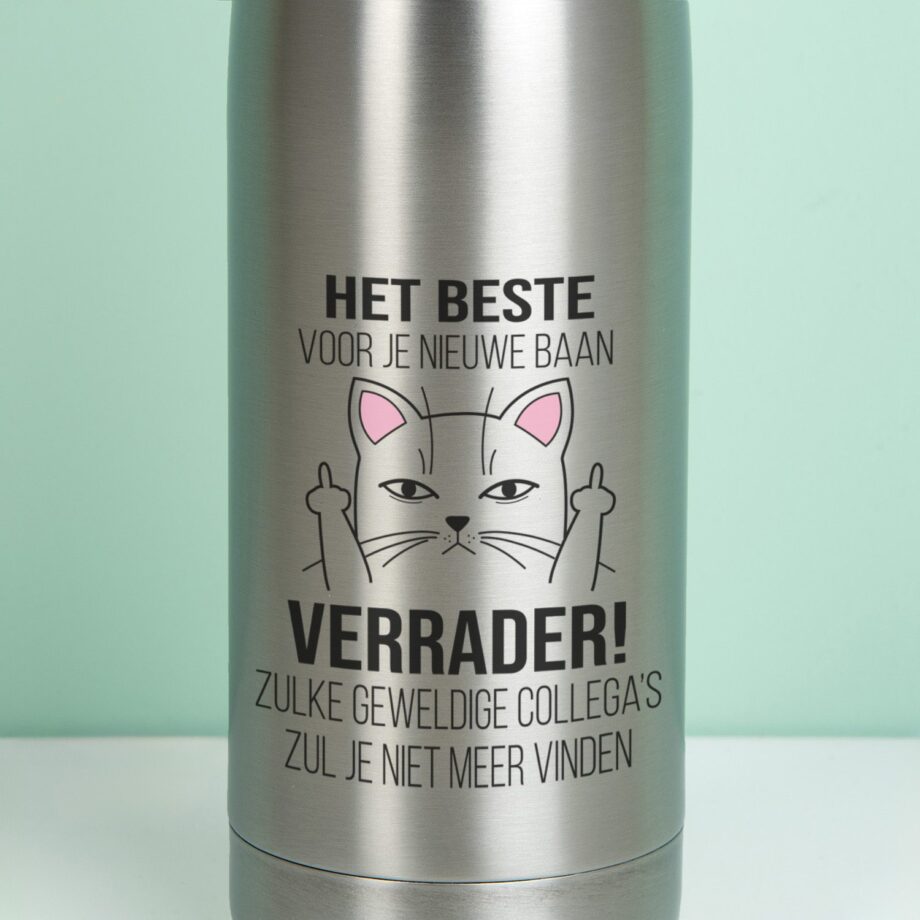 HET BESTE
VOOR JE NIEUWE BAAN
VERRADER!
ZULKE GEWELDIGE COLLEGA'S
ZUL JE NIET MEER VINDEN